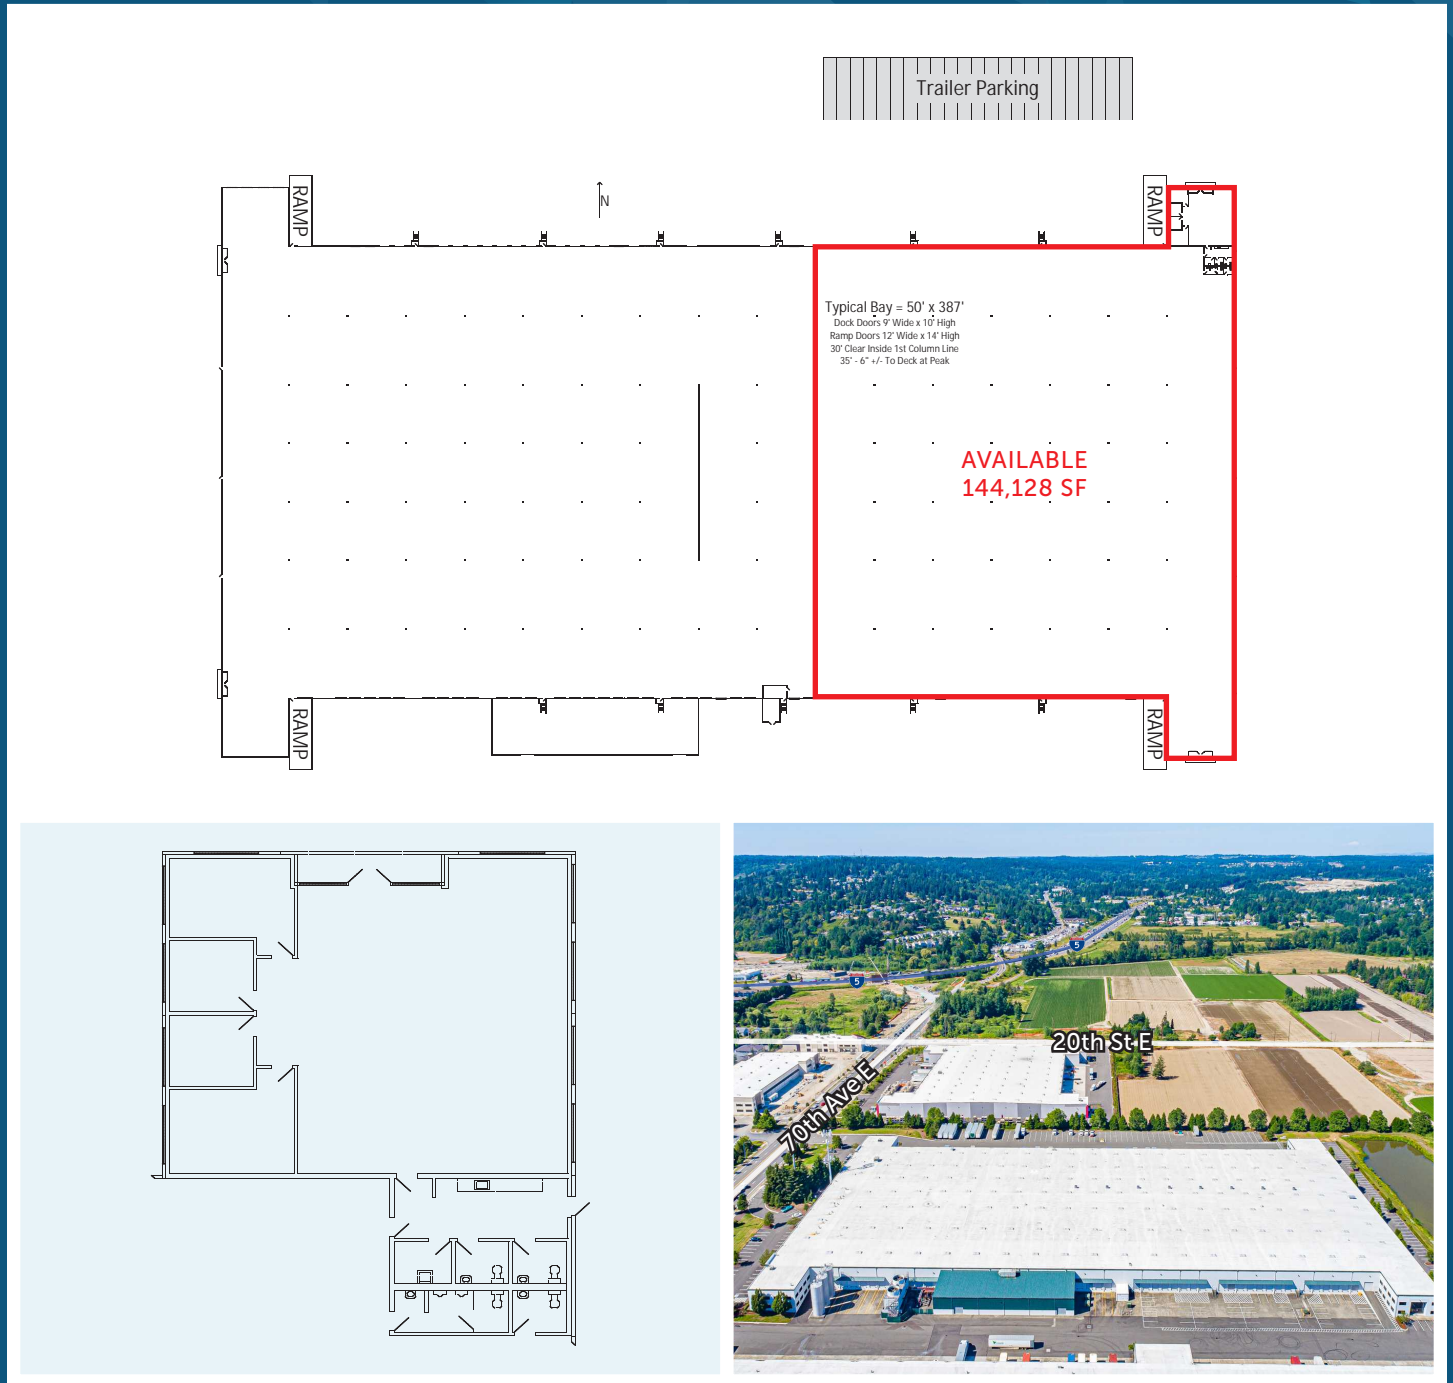 Trailer Parking
RAMP
N
RAMP
Typical Bay = 50' x 387'
Dock Doors 9' Wide x 10' High
Ramp Doors 12' Wide x 14' High
30' Clear Inside 1st Column Line
35' - 6" +/- To Deck at Peak
AVAILABLE
144,128 SF
RAMP
RAMP
5
5
20th St E
70th Ave E